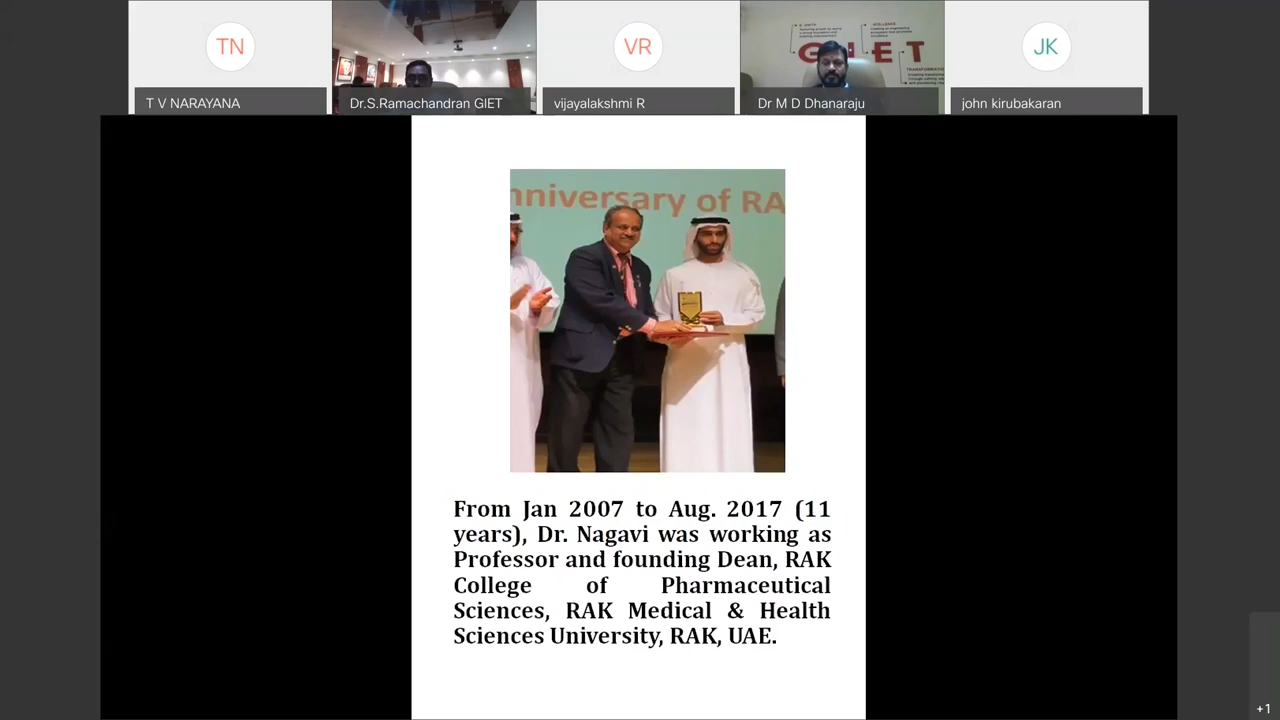 TN
VR
JK
G ET
T V NARAYANA
Dr.S.Ramachandran GIET
vijayalakshmi R
Dr M D Dhanaraju
john kirubakaran
nniversary of RA
From Jan 2007 to Aug. 2017 (11
years), Dr. Nagavi was working as
Professor and founding Dean, RAK
College of Pharmaceutical
Sciences, RAK Medical & Health
Sciences University, RAK, UAE.
+1